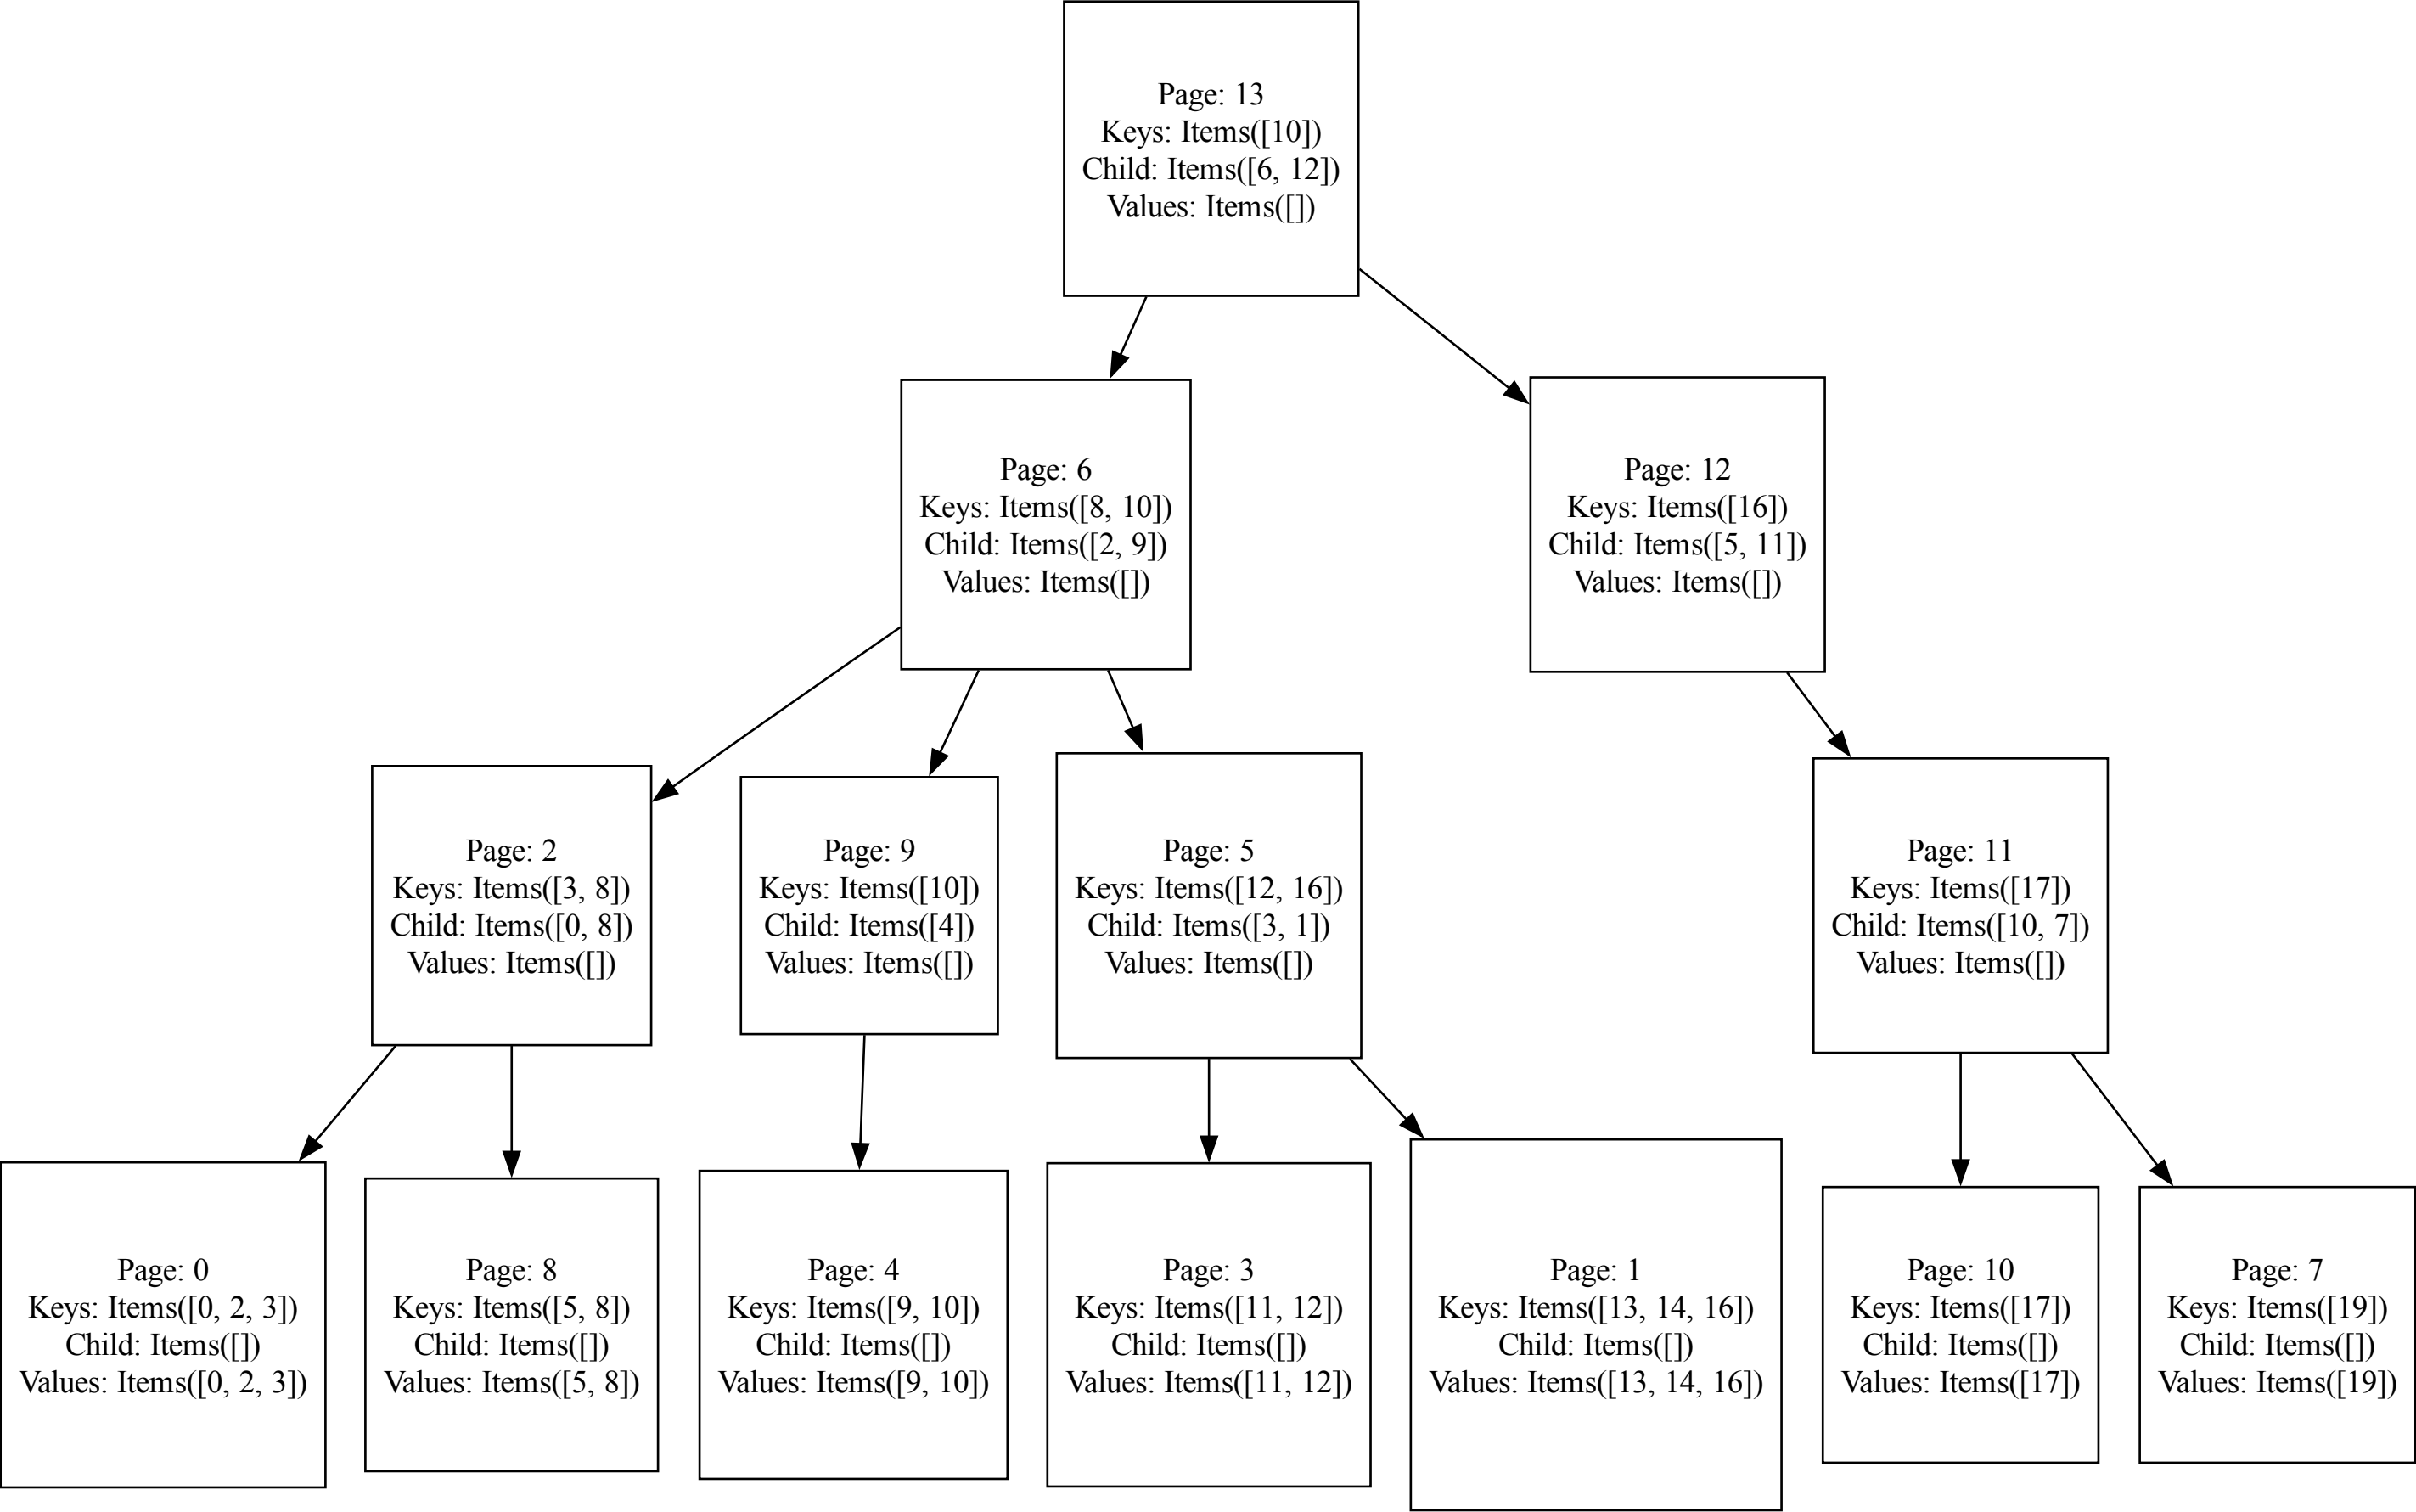 Page: 13
Keys: Items([10])
Child: Items([6, 12])
Values: Items([])
Page: 6
Keys: Items([8, 10])
Child: Items([2, 9])
Values: Items([])
Page: 12
Keys: Items([16])
Child: Items([5, 11])
Values: Items([])
Page: 2
Keys: Items([3, 8])
Child: Items([0, 8])
Values: Items([])
Page: 9
Keys: Items([10])
Child: Items([4])
Values: Items([])
Page: 5
Keys: Items([12, 16])
Child: Items([3, 1])
Values: Items([])
Page: 11
Keys: Items([17])
Child: Items([10, 7])
Values: Items([])
Page: 0
Keys: Items([0, 2, 3])
Child: Items([])
Values: Items([0, 2, 3])
Page: 8
Keys: Items([5, 8])
Child: Items([])
Values: Items([5, 8])
Page: 4
Keys: Items([9, 10])
Child: Items([])
Values: Items([9, 10])
Page: 3
Keys: Items([11, 12])
Child: Items([])
Values: Items([11, 12])
Page: 1
Keys: Items([13, 14, 16])
Child: Items([])
Values: Items([13, 14, 16])
Page: 10
Keys: Items([17])
Child: Items([])
Values: Items([17])
Page: 7
Keys: Items([19])
Child: Items([])
Values: Items([19])